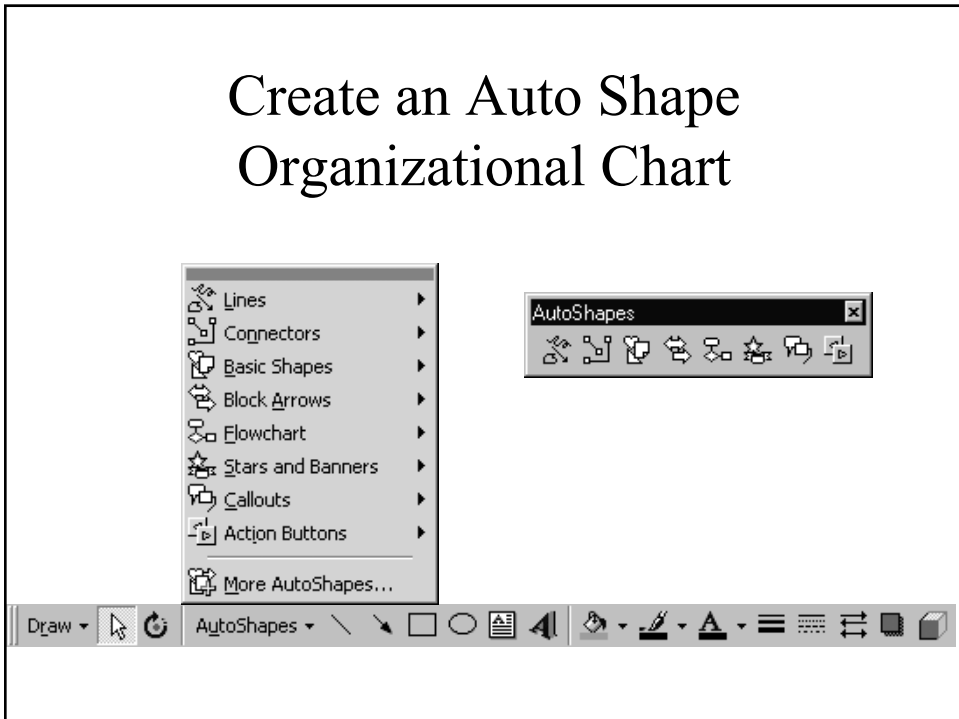 Create an Auto Shape
Organizational Chart
Lines
Connectors
Basic Shapes
Block Arrows
Flowchart
Stars and Banners
Callouts
Action Buttons
More AutoShapes...
AutoShapes
Draw
AutoShapes